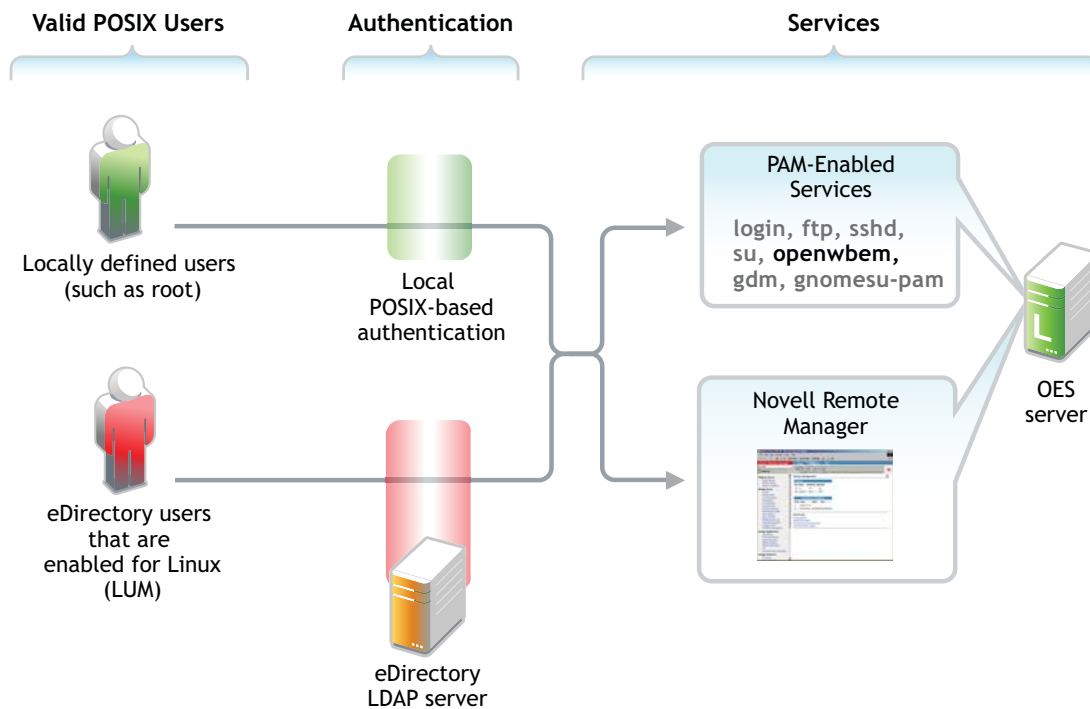 Valid POSIX Users
Authentication
Services
Locally defined users
(such as root)
Local
POSIX-based
authentication
PAM-Enabled
Services
login, ftp, sshd,
su, openwbem,
gdm, gnomesu-pam
L
OES
server
eDirectory users
that are
enabled for Linux
(LUM)
eDirectory
LDAP server
Novell Remote
Manager